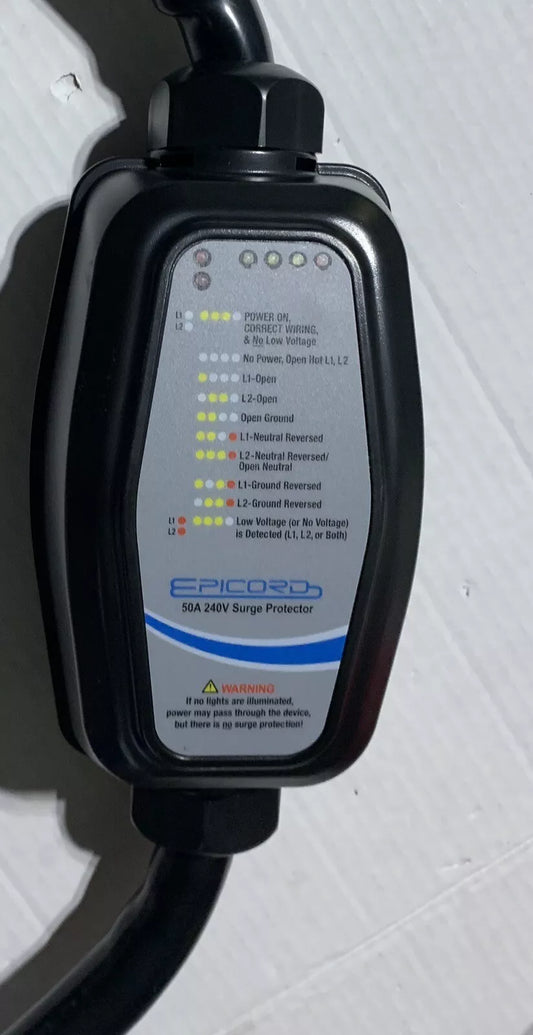 L1 POWER ON,
L2 CORRECT WIRING,
& No Low Voltage
No Power, Open Hot L1, L2
L1-Open
L2-Open
Open Ground
L1-Neutral Reversed
L2-Neutral Reversed/
Open Neutral
L1-Ground Reversed
L2-Ground Reversed
L1 Low Voltage (or No Voltage)
L2 is Detected (L1, L2, or Both)
EPICORD
50A 240V Surge Protector
WARNING
If no lights are illuminated,
power may pass through the device,
but there is no surge protection!